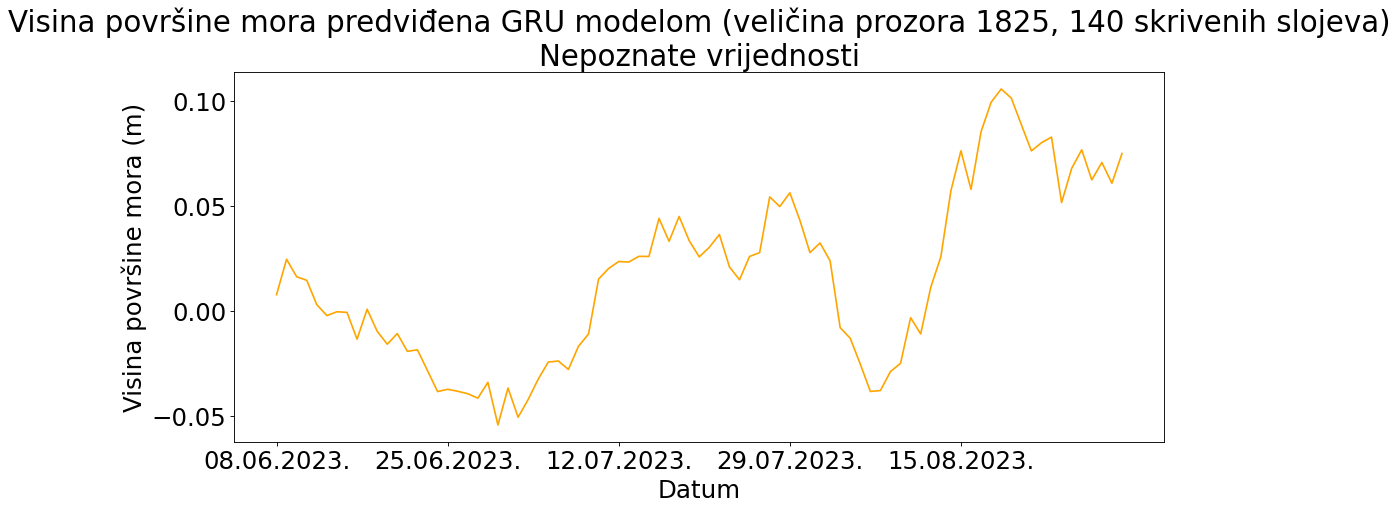 Visina površine mora predviđena GRU modelom (veličina prozora 1825, 140 skrivenih slojeva)
Nepoznate vrijednosti
Visina površine mora (m)
0.10
0.05
0.00
−0.05
08.06.2023. 25.06.2023. 12.07.2023. 29.07.2023. 15.08.2023.
Datum